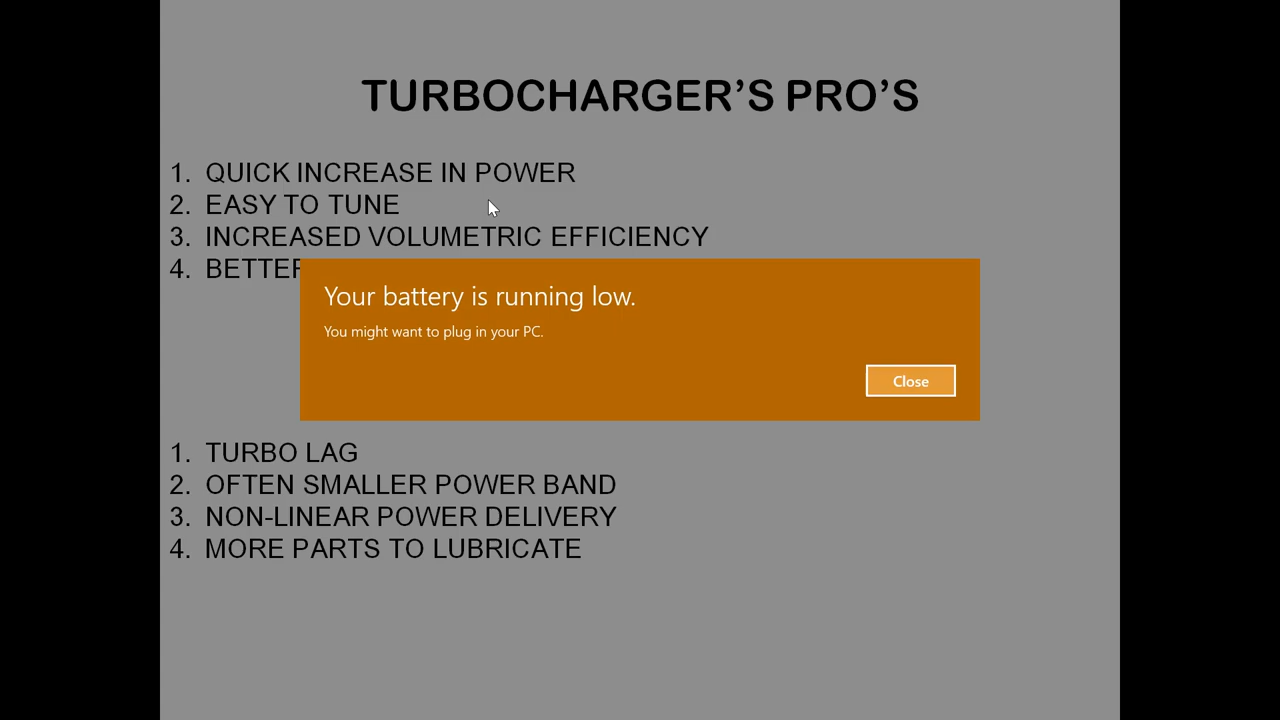 TURBOCHARGER’S PRO’S
1. QUICK INCREASE IN POWER
2. EASY TO TUNE
3. INCREASED VOLUMETRIC EFFICIENCY
4. BETTER
Your battery is running low.
You might want to plug in your PC.
Close
1. TURBO LAG
2. OFTEN SMALLER POWER BAND
3. NON-LINEAR POWER DELIVERY
4. MORE PARTS TO LUBRICATE